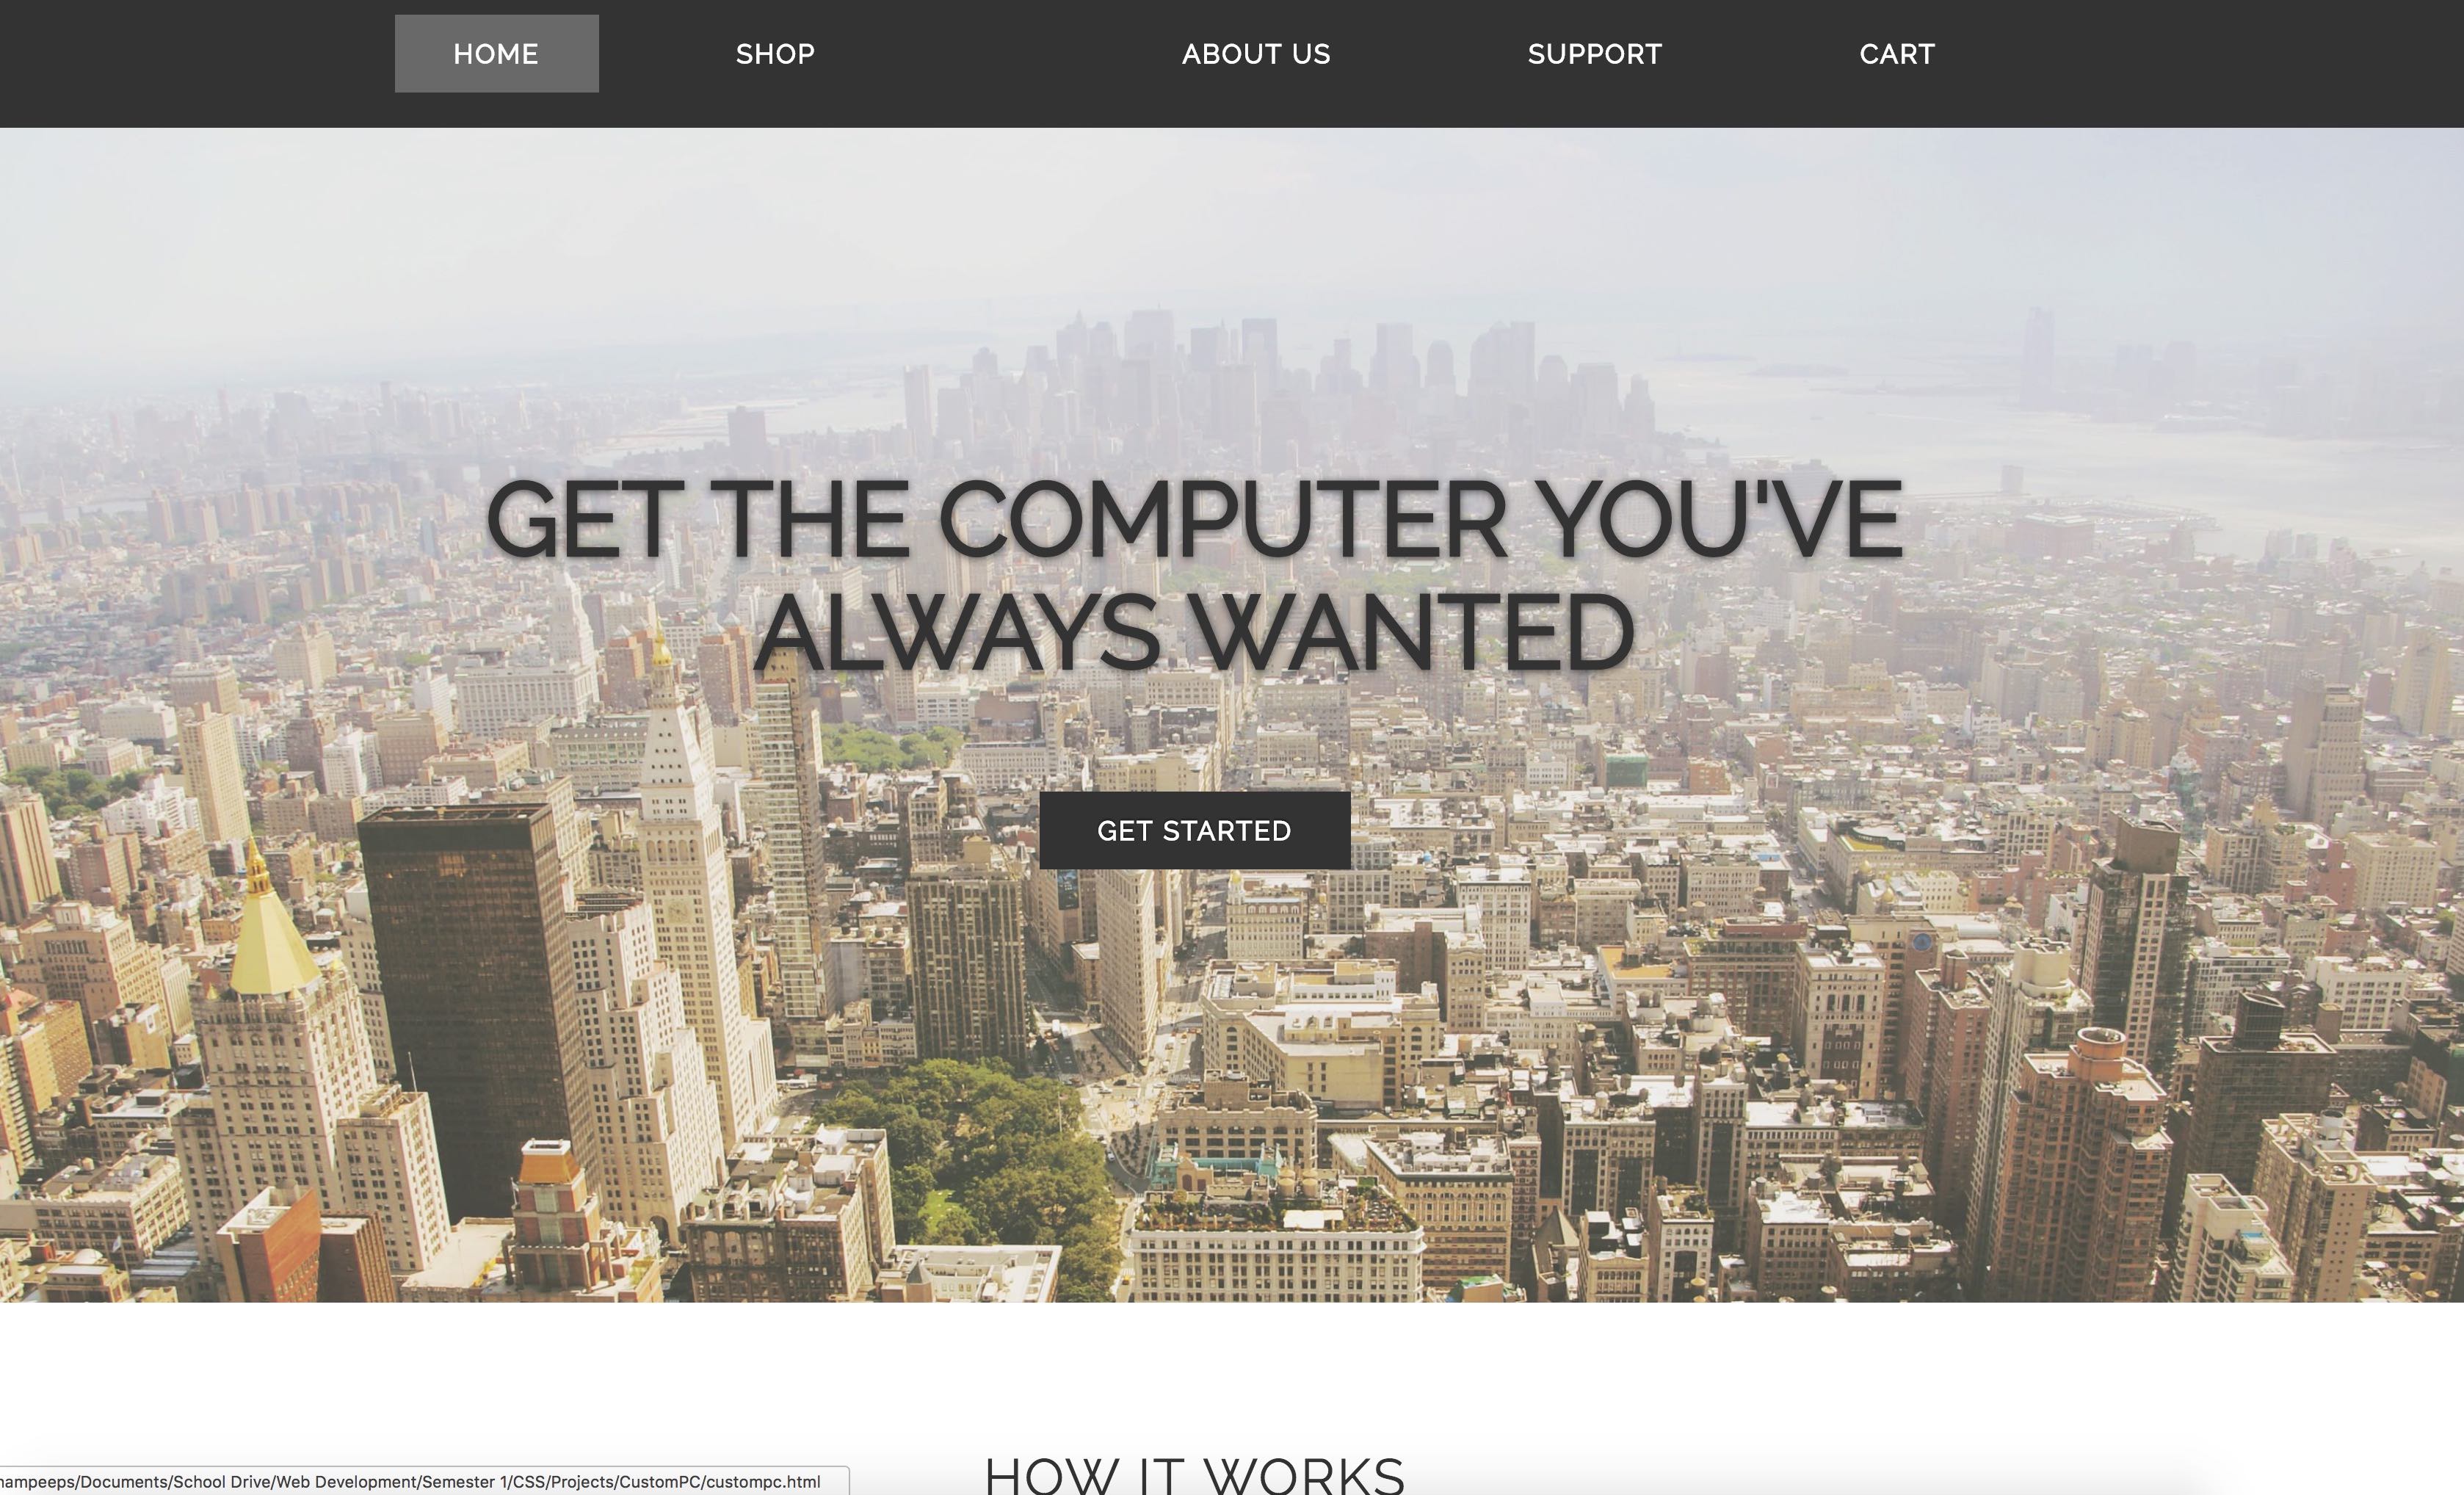 HOME SHOP ABOUT US SUPPORT CART
GET THE COMPUTER YOU'VE
ALWAYS WANTED
GET STARTED
HOW IT WORKS
ampeeps/Documents/School Drive/Web Development/Semester 1/CSS/Projects/CustomPC/custompc.html